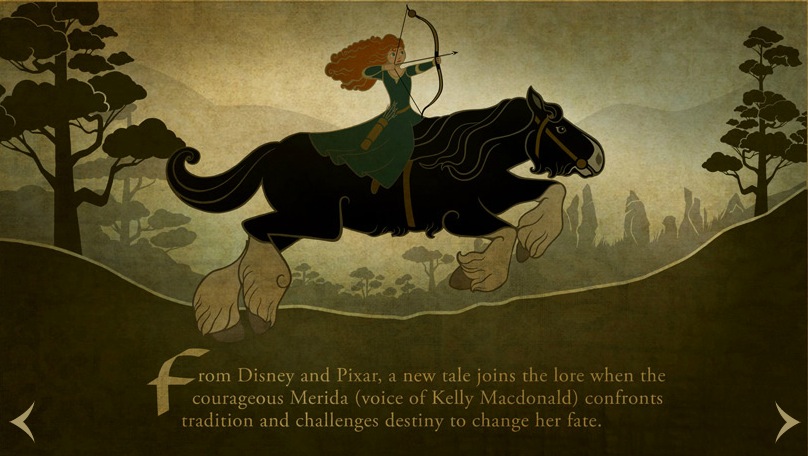 From Disney and Pixar, a new tale joins the lore when the
courageous Merida (voice of Kelly Macdonald) confronts
tradition and challenges destiny to change her fate.